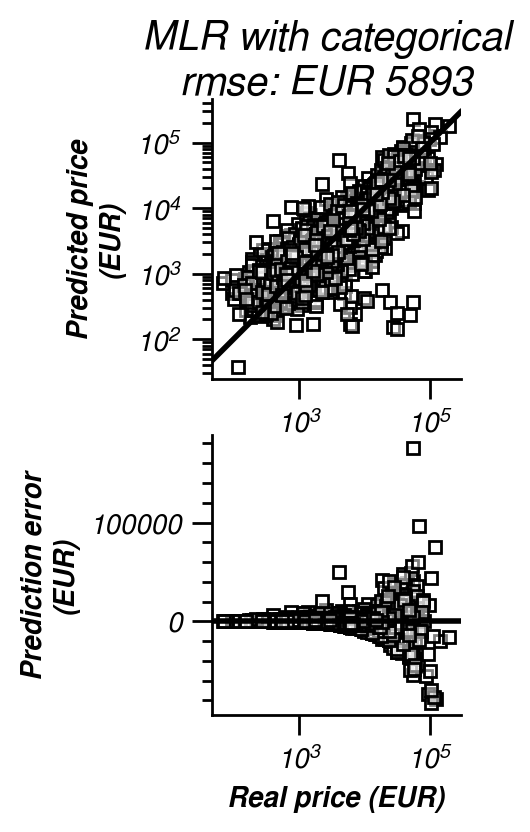 MLR with categorical
rmse: EUR 5893
Predicted price
(EUR)
10^5
10^4
10^3
10^2
10^3
10^5
Prediction error
(EUR)
100000
0
10^3
10^5
Real price (EUR)